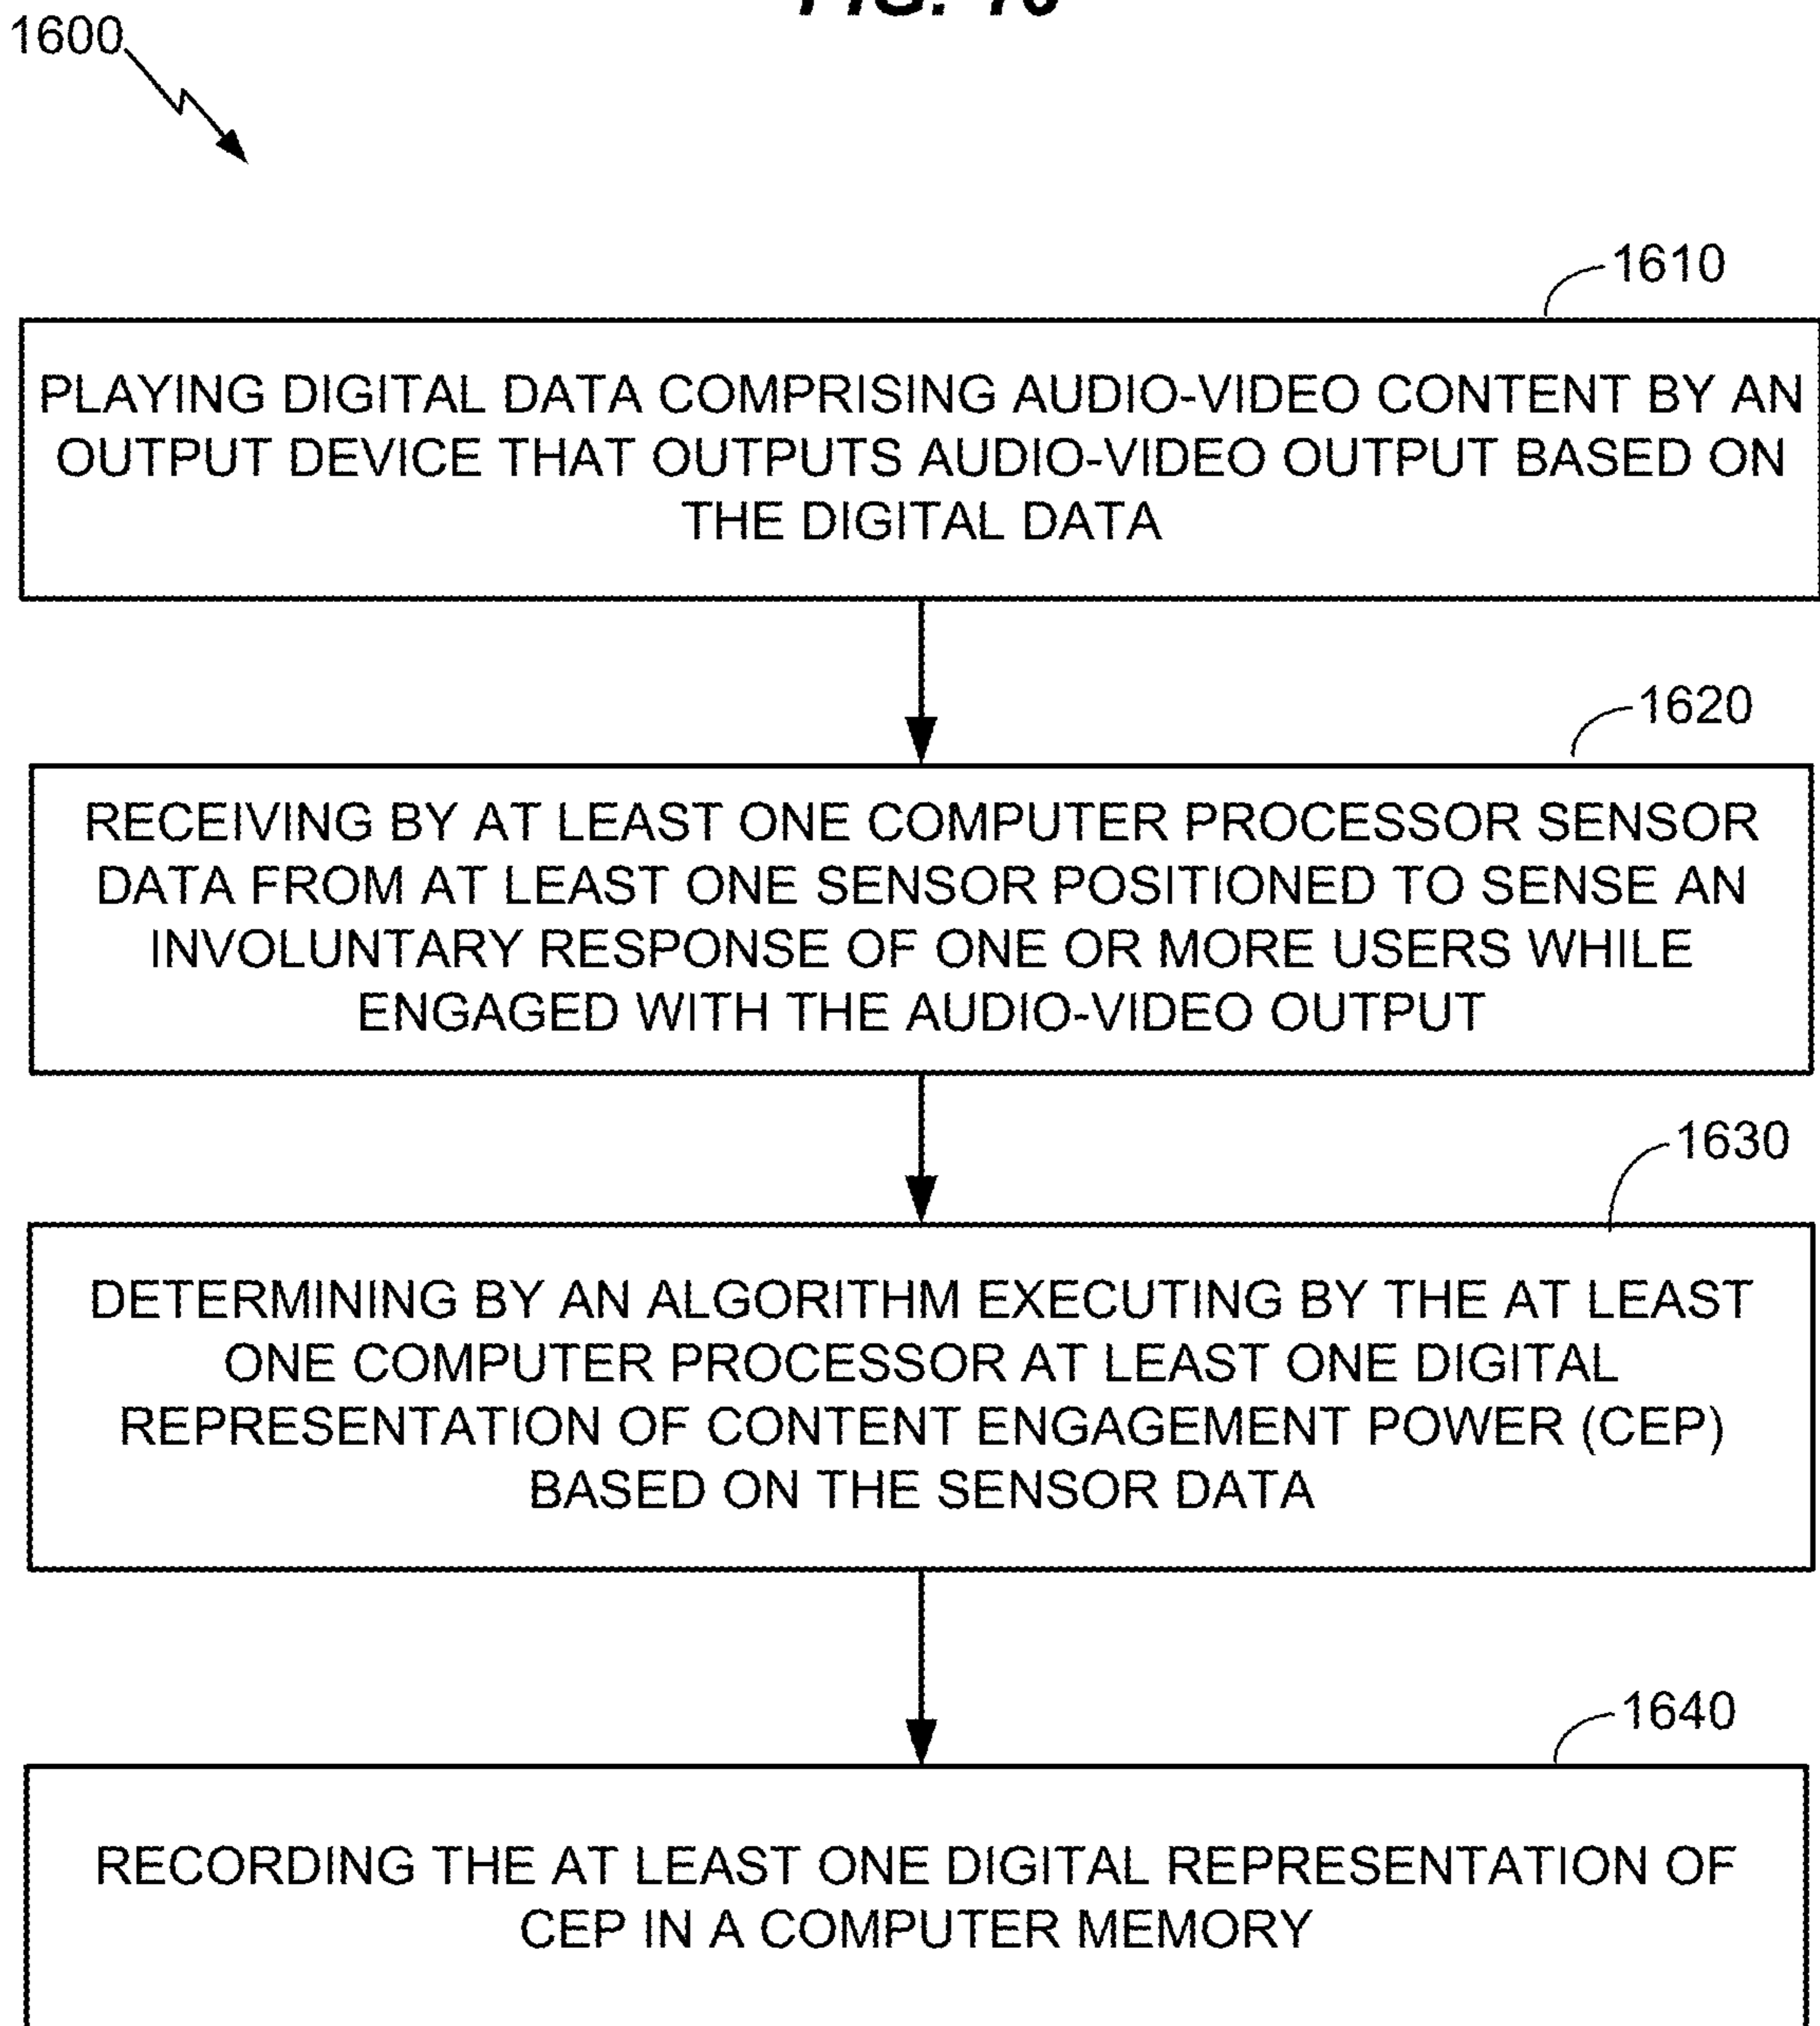 FIG. 16
1600
1610
PLAYING DIGITAL DATA COMPRISING AUDIO-VIDEO CONTENT BY AN
OUTPUT DEVICE THAT OUTPUTS AUDIO-VIDEO OUTPUT BASED ON
THE DIGITAL DATA
1620
RECEIVING BY AT LEAST ONE COMPUTER PROCESSOR SENSOR
DATA FROM AT LEAST ONE SENSOR POSITIONED TO SENSE AN
INVOLUNTARY RESPONSE OF ONE OR MORE USERS WHILE
ENGAGED WITH THE AUDIO-VIDEO OUTPUT
1630
DETERMINING BY AN ALGORITHM EXECUTING BY THE AT LEAST
ONE COMPUTER PROCESSOR AT LEAST ONE DIGITAL
REPRESENTATION OF CONTENT ENGAGEMENT POWER (CEP)
BASED ON THE SENSOR DATA
1640
RECORDING THE AT LEAST ONE DIGITAL REPRESENTATION OF
CEP IN A COMPUTER MEMORY